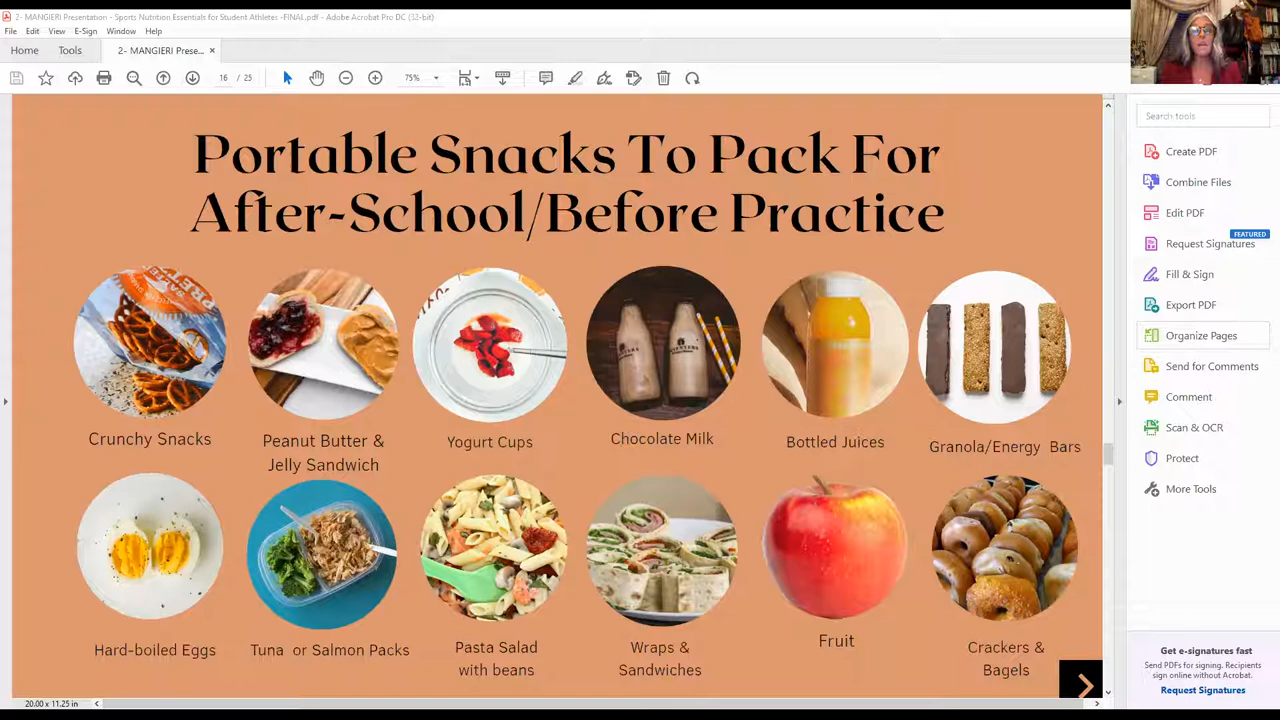 2- MANGIERI Presentation - Sports Nutrition Essentials for Student Athletes -FINAL.pdf - Adobe Acrobat Pro DC (32-bit)
File Edit View E-Sign Window Help
Home Tools 2- MANGIERI Prese... ×
16 / 25 75%
Portable Snacks To Pack For
After-School/Before Practice
Crunchy Snacks
Peanut Butter &
Jelly Sandwich
Yogurt Cups
Chocolate Milk
Bottled Juices
Granola/Energy Bars
Hard-boiled Eggs
Tuna or Salmon Packs
Pasta Salad
with beans
Wraps &
Sandwiches
Fruit
Crackers &
Bagels
20.00 x 11.25 in
Search tools
Create PDF
Combine Files
Edit PDF
FEATURED
Request Signatures
Fill & Sign
Export PDF
Organize Pages
Send for Comments
Comment
Scan & OCR
Protect
More Tools
Get e-signatures fast
Send PDFs for signing. Recipients
sign online without Acrobat.
Request Signatures